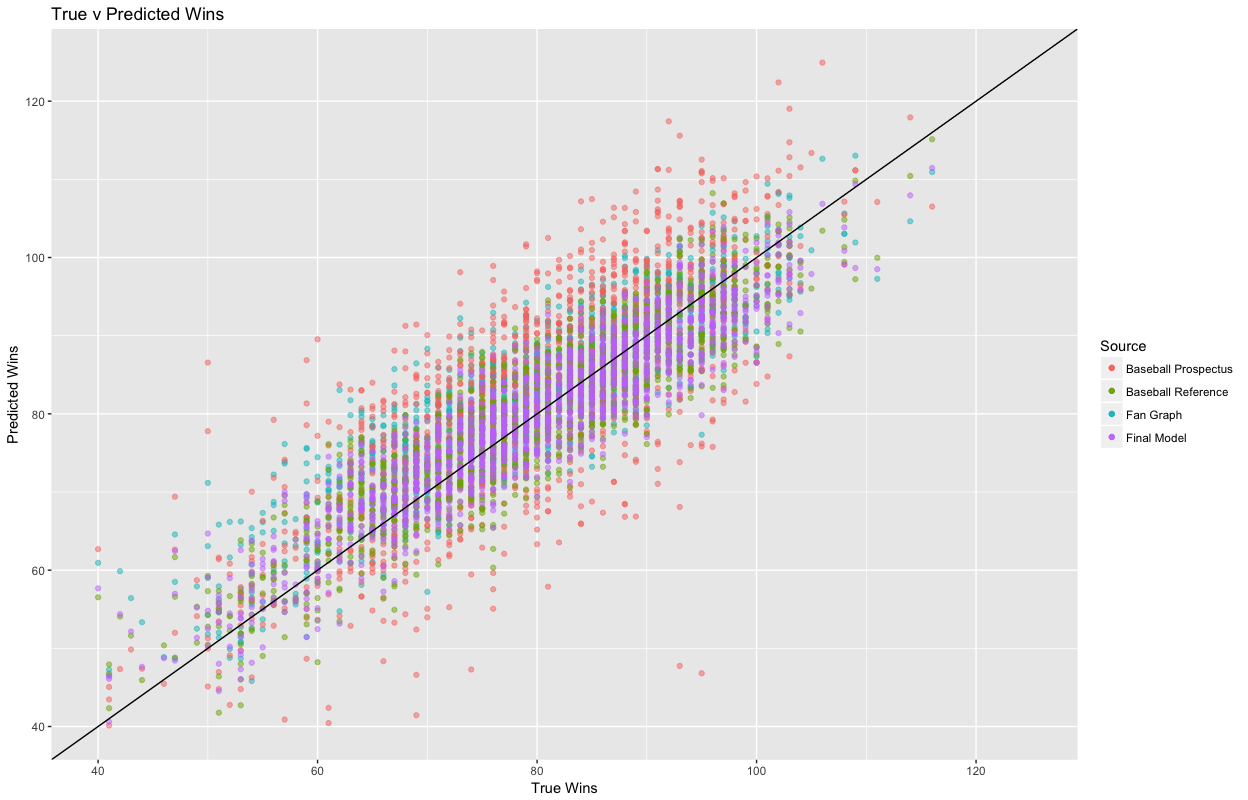 True v Predicted Wins
Predicted Wins
120
100
80
60
40
40 60 80 100 120
True Wins
Source
Baseball Prospectus
Baseball Reference
Fan Graph
Final Model